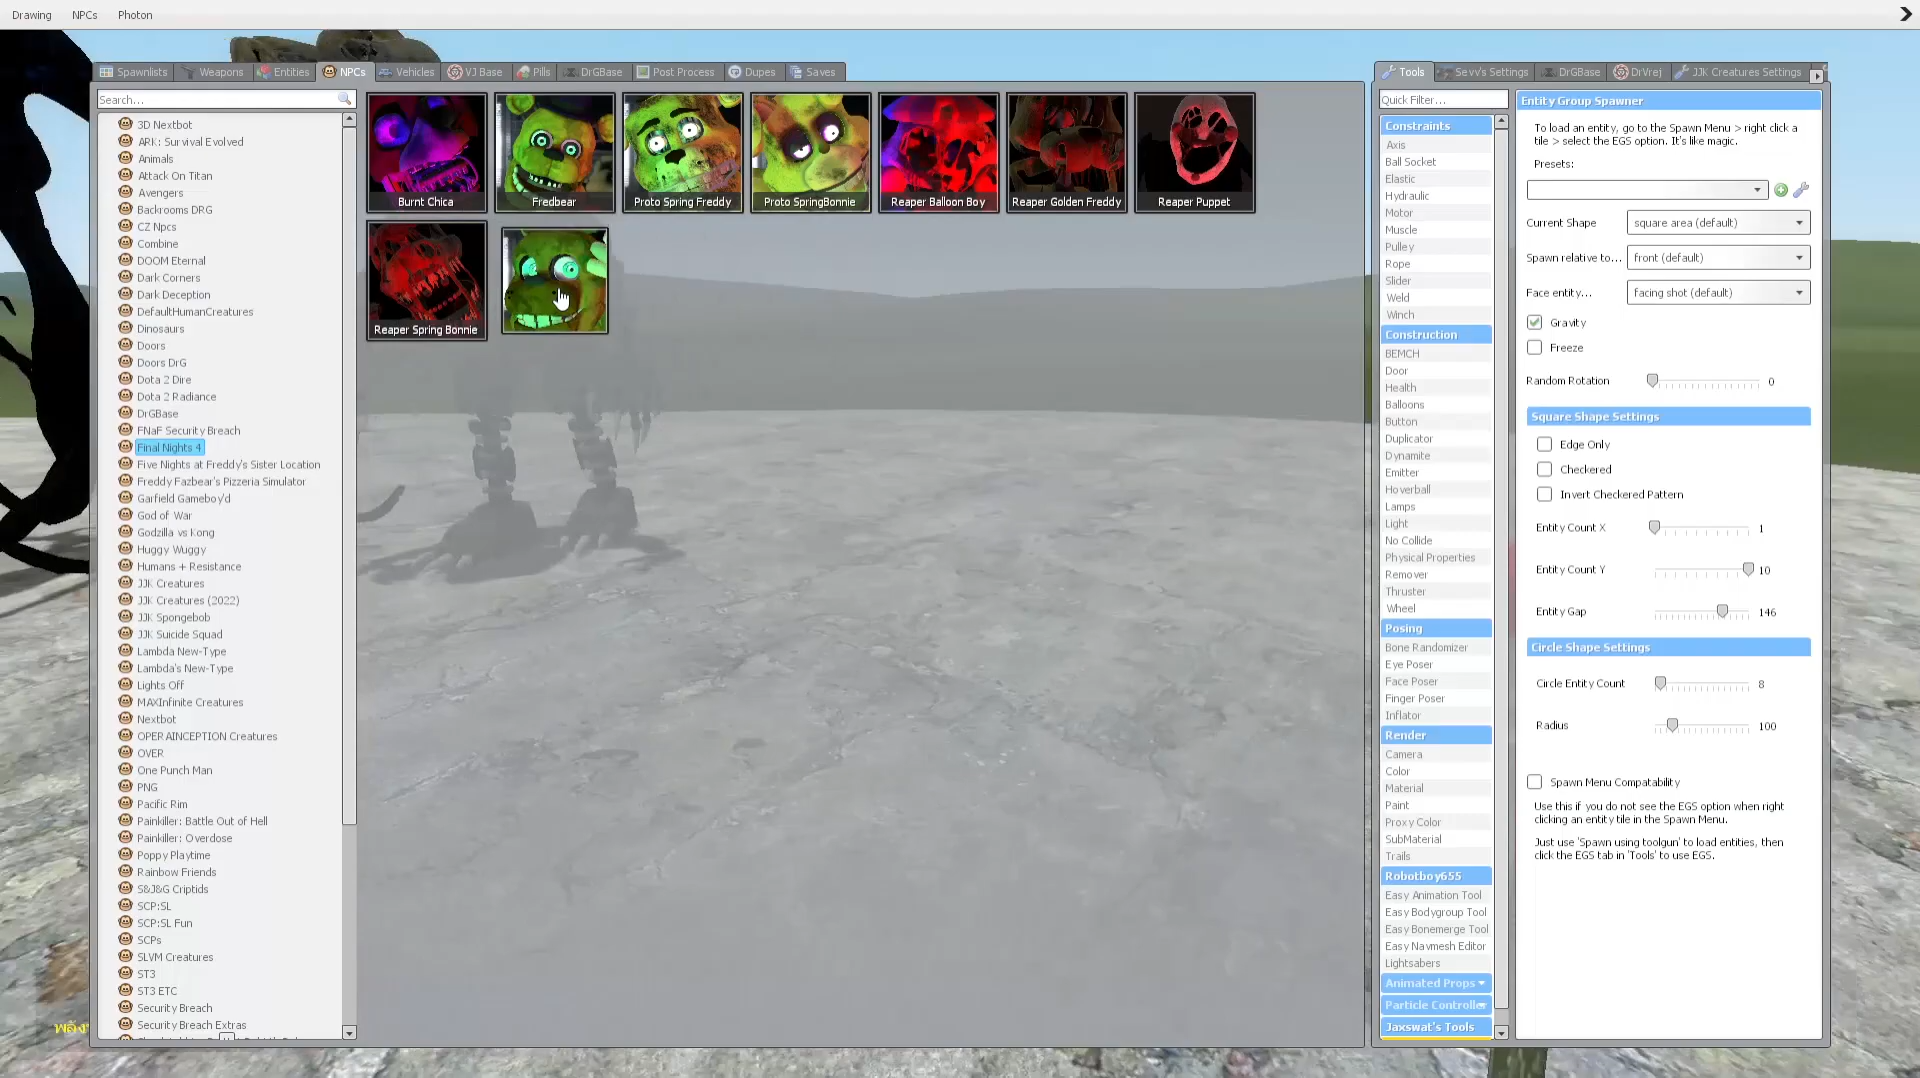 Drawing NPCs Photon
Spawnlists Weapons Entities NPCs Vehicles VJ Base Pills DrGBase Post Process Dupes Saves
Search...
3D Nextbot
ARK: Survival Evolved
Animals
Attack On Titan
Avengers
Backrooms DRG
CZ Npcs
Combine
DOOM Eternal
Dark Corners
Dark Deception
DefaultHumanCreatures
Dinosaurs
Doors
Doors DrG
Dota 2 Dire
Dota 2 Radiance
DrGBase
FNaF Security Breach
Final Nights 4
Five Nights at Freddy's Sister Location
Freddy Fazbear's Pizzeria Simulator
Garfield Gameboy'd
God of War
Godzilla vs Kong
Huggy Wuggy
Humans + Resistance
JJK Creatures
JJK Creatures (2022)
JJK Spongebob
JJK Suicide Squad
Lambda New-Type
Lambda's New-Type
Lights Off
MAXInfinite Creatures
Nextbot
OPERAINCEPTION Creatures
OVER
One Punch Man
PNG
Pacific Rim
Painkiller: Battle Out of Hell
Painkiller: Overdose
Poppy Playtime
Rainbow Friends
S&J&G Criptids
SCP:SL
SCP:SL Fun
SCPs
SLVM Creatures
ST3
ST3 ETC
Security Breach
Security Breach Extras
Burnt Chica
Fredbear
Proto Spring Freddy
Proto SpringBonnie
Reaper Balloon Boy
Reaper Golden Freddy
Reaper Puppet
Reaper Spring Bonnie
Tools Sevv's Settings DrGBase DrVrej JJK Creatures Settings
Quick Filter...
Constraints
Axis
Ball Socket
Elastic
Hydraulic
Motor
Muscle
Pulley
Rope
Slider
Weld
Winch
Construction
BEMCH
Door
Health
Balloons
Button
Duplicator
Dynamite
Emitter
Hoverball
Lamps
Light
No Collide
Physical Properties
Remover
Thruster
Wheel
Posing
Bone Randomizer
Eye Poser
Face Poser
Finger Poser
Inflator
Render
Camera
Color
Material
Paint
Proxy Color
SubMaterial
Trails
Robotboy655
Easy Animation Tool
Easy Bodygroup Tool
Easy Bonemerge Tool
Easy Navmesh Editor
Lightsabers
Animated Props
Particle Controller
Jaxswat's Tools
Entity Group Spawner
To load an entity, go to the Spawn Menu > right click a
tile > select the EGS option. It's like magic.
Presets:
Current Shape square area (default)
Spawn relative to... front (default)
Face entity... facing shot (default)
Gravity
Freeze
Random Rotation 0
Square Shape Settings
Edge Only
Checkered
Invert Checkered Pattern
Entity Count X 1
Entity Count Y 10
Entity Gap 146
Circle Shape Settings
Circle Entity Count 8
Radius 100
Spawn Menu Compatability
Use this if you do not see the EGS option when right
clicking an entity tile in the Spawn Menu.
Just use 'Spawn using toolgun' to load entities, then
click the EGS tab in 'Tools' to use EGS.